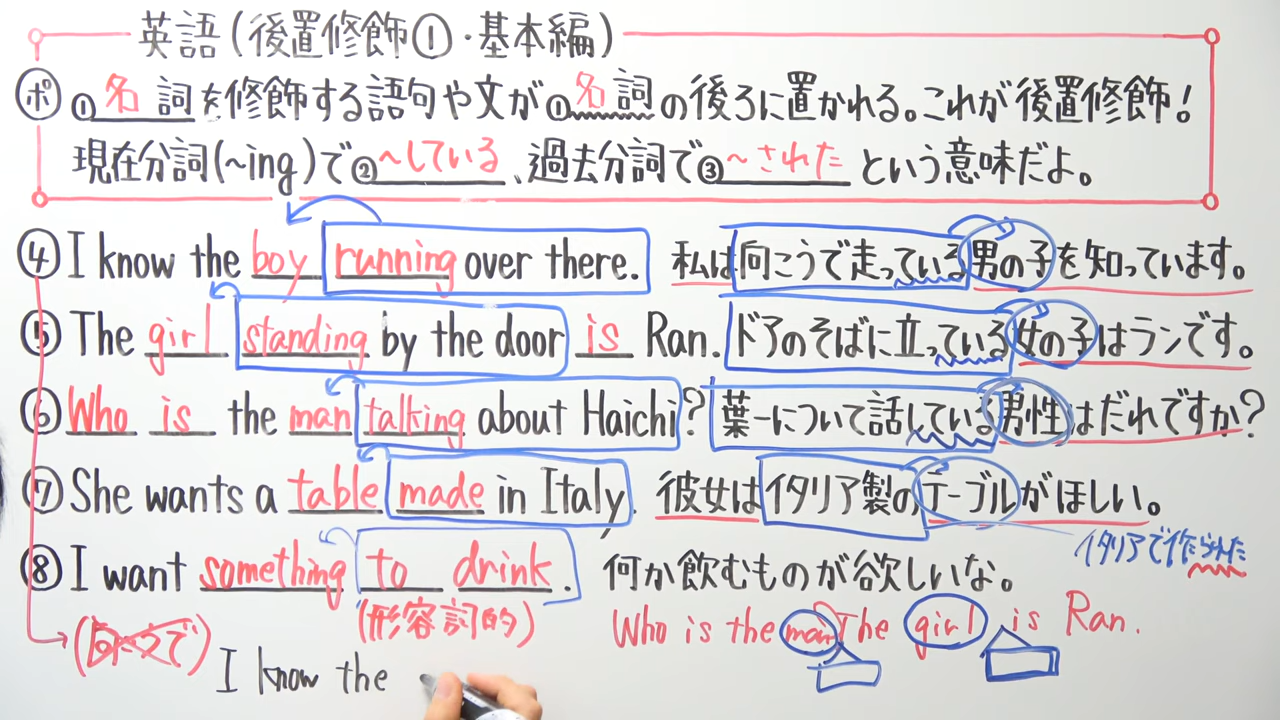 英語(後置修飾①・基本編)
ポ ①名詞を修飾する語句や文が①名詞の後ろに置かれる。これが後置修飾!
現在分詞(~ing)で②~している、過去分詞で③~されたという意味だよ。
④ I know the boy running over there. 私は向こうで走っている男の子を知っています。
⑤ The girl standing by the door is Ran. ドアのそばに立っている女の子はランです。
⑥ Who is the man talking about Haichi? 葉一について話している男性はだれですか?
⑦ She wants a table made in Italy. 彼女はイタリア製のテーブルがほしい。
イタリアで作られた
⑧ I want something to drink. 何か飲むものが欲しいな。
(形容詞的)
Who is the man The girl is Ran.
I know the